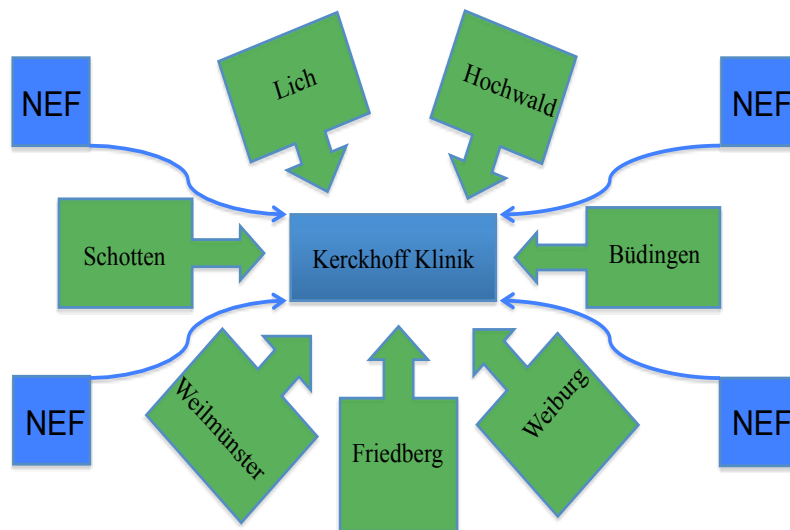 Lich
Hochwald
NEF
NEF
Schotten
Kerckhoff Klinik
Büdingen
Weilmünster
Friedberg
Weiburg
NEF
NEF